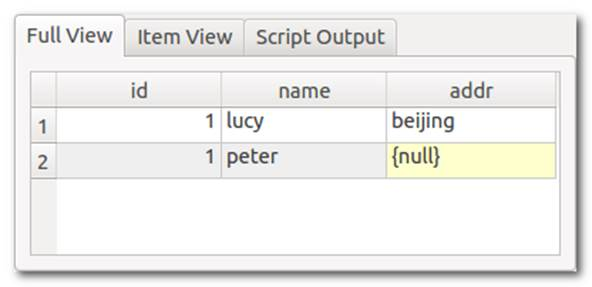 Full View Item View Script Output
id name addr
1 1 lucy beijing
2 1 peter {null}